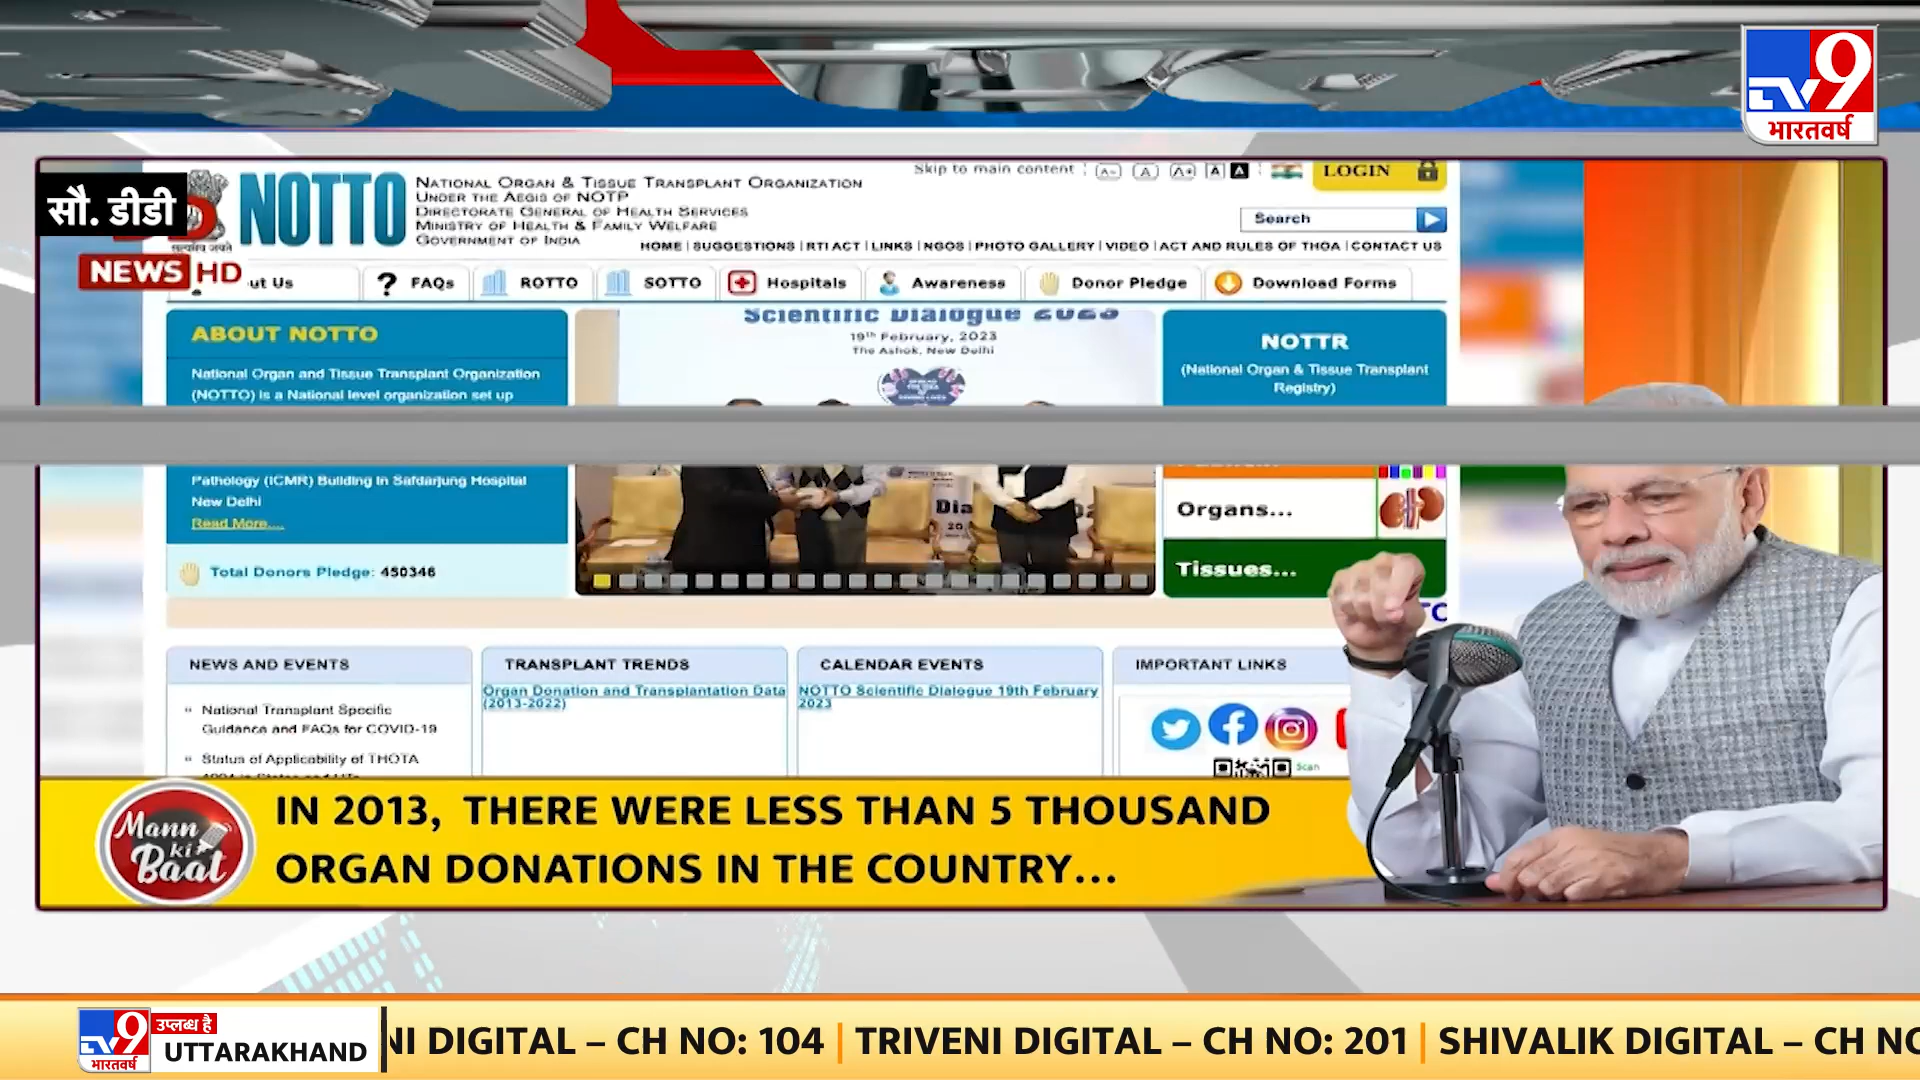 TV9
भारतवर्ष
सौ. डीडी
NEWS HD
सत्यमेव जयते
NOTTO
NATIONAL ORGAN & TISSUE TRANSPLANT ORGANIZATION
UNDER THE AEGIS OF NOTP
DIRECTORATE GENERAL OF HEALTH SERVICES
MINISTRY OF HEALTH & FAMILY WELFARE
GOVERNMENT OF INDIA
Skip to main content A- A A+ A A
LOGIN
Search
HOME | SUGGESTIONS | RTI ACT | LINKS | NGOS | PHOTO GALLERY | VIDEO | ACT AND RULES OF THOA | CONTACT US
ut Us ? FAQs ROTTO SOTTO Hospitals Awareness Donor Pledge Download Forms
ABOUT NOTTO
National Organ and Tissue Transplant Organization
(NOTTO) is a National level organization set up
Pathology (ICMR) Building in Safdarjung Hospital
New Delhi
Read More....
Total Donors Pledge: 450346
Scientific Dialogue 2023
19th February, 2023
The Ashok, New Delhi
Dia
20
NOTTR
(National Organ & Tissue Transplant
Registry)
Organs...
Tissues...
NEWS AND EVENTS
National Transplant Specific
Guidance and FAQs for COVID-19
Status of Applicability of THOTA
TRANSPLANT TRENDS
Organ Donation and Transplantation Data
(2013-2022)
CALENDAR EVENTS
NOTTO Scientific Dialogue 19th February
2023
IMPORTANT LINKS
Scan
Mann
ki
Baat
IN 2013, THERE WERE LESS THAN 5 THOUSAND
ORGAN DONATIONS IN THE COUNTRY...
TV9
भारतवर्ष
उप्लब्ध है
UTTARAKHAND
NI DIGITAL – CH NO: 104 | TRIVENI DIGITAL – CH NO: 201 | SHIVALIK DIGITAL – CH NO